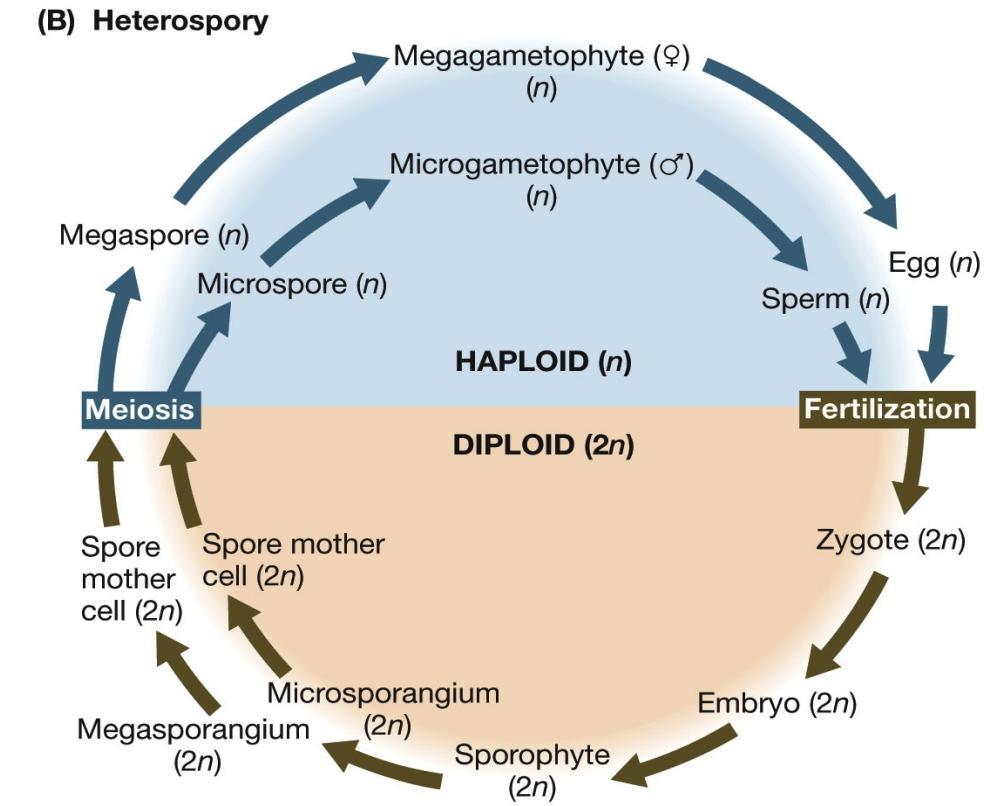 (B) Heterospory
Megagametophyte (♀)
(n)
Microgametophyte (♂)
(n)
Megaspore (n)
Microspore (n)
Egg (n)
Sperm (n)
HAPLOID (n)
Meiosis
Fertilization
DIPLOID (2n)
Spore
mother
cell (2n)
Spore mother
cell (2n)
Zygote (2n)
Microsporangium
(2n)
Megasporangium
(2n)
Embryo (2n)
Sporophyte
(2n)